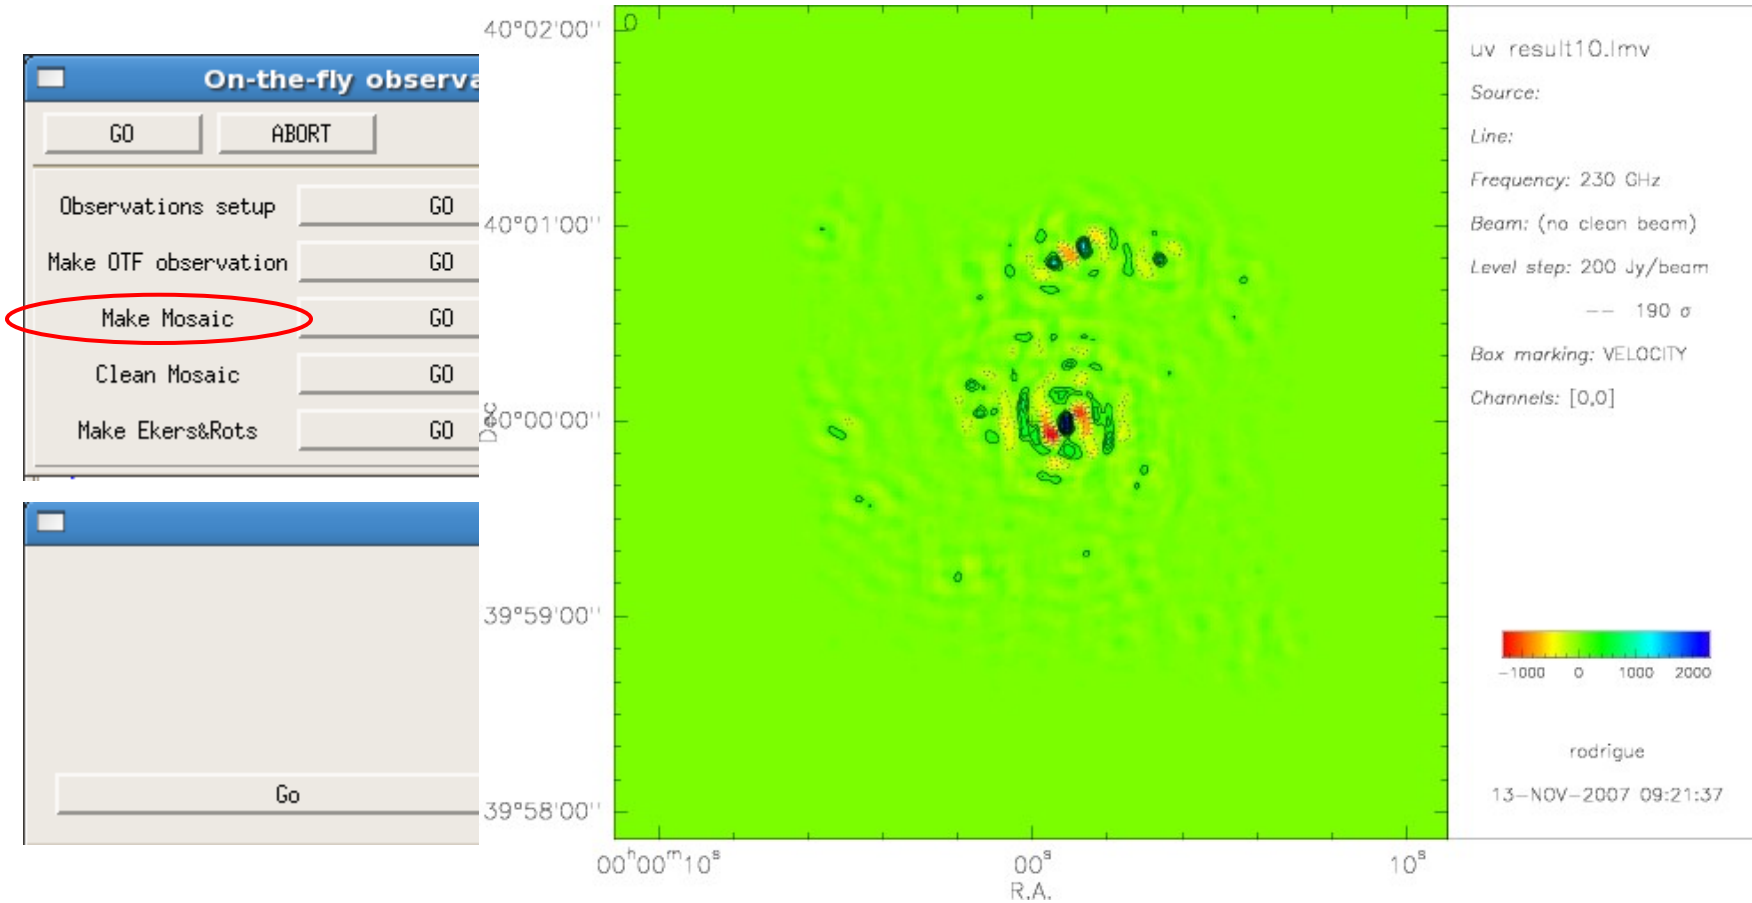 On-the-fly observa
GO
ABORT
Observations setup GO
Make OTF observation GO
Make Mosaic GO
Clean Mosaic GO
Make Ekers&Rots GO
Go
0
40°02'00''
40°01'00''
40°00'00''
39°59'00''
39°58'00''
Dec
00ʰ00ᵐ10ˢ
00ˢ
10ˢ
R.A.
uv result10.lmv
Source:
Line:
Frequency: 230 GHz
Beam: (no clean beam)
Level step: 200 Jy/beam
-- 190 σ
Box marking: VELOCITY
Channels: [0,0]
-1000 0 1000 2000
rodrigue
13-NOV-2007 09:21:37